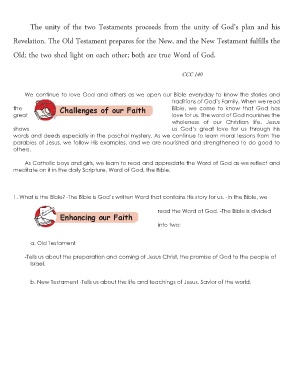 The unity of the two Testaments proceeds from the unity of God's plan and his
Revelation. The Old Testament prepares for the New, and the New Testament fulfills the
Old; the two shed light on each other; both are true Word of God.
CCC 140
We continue to love God and others as we open our Bible everyday to know the stories and
traditions of God's Family. When we read
the Bible, we come to know that God has
great love for us. The word of God nourishes the
Challenges of our Faith
wholeness of our Christian life. Jesus
shows us God's great love for us through his
words and deeds especially in the paschal mystery. As we continue to learn moral lessons from the
parables of Jesus, we follow His examples, and we are nourished and strengthened to do good to
others.
As Catholic boys and girls, we learn to read and appreciate the Word of God as we reflect and
meditate on it in the daily Scripture, Word of God, the Bible.
1. What is the Bible? -The Bible is God's written Word that contains His story for us. -In the Bible, we
read the Word of God. -The Bible is divided
Enhancing our Faith
into two:
a. Old Testament
-Tells us about the preparation and coming of Jesus Christ, the promise of God to the people of
Israel.
b. New Testament -Tells us about the life and teachings of Jesus, Savior of the world.